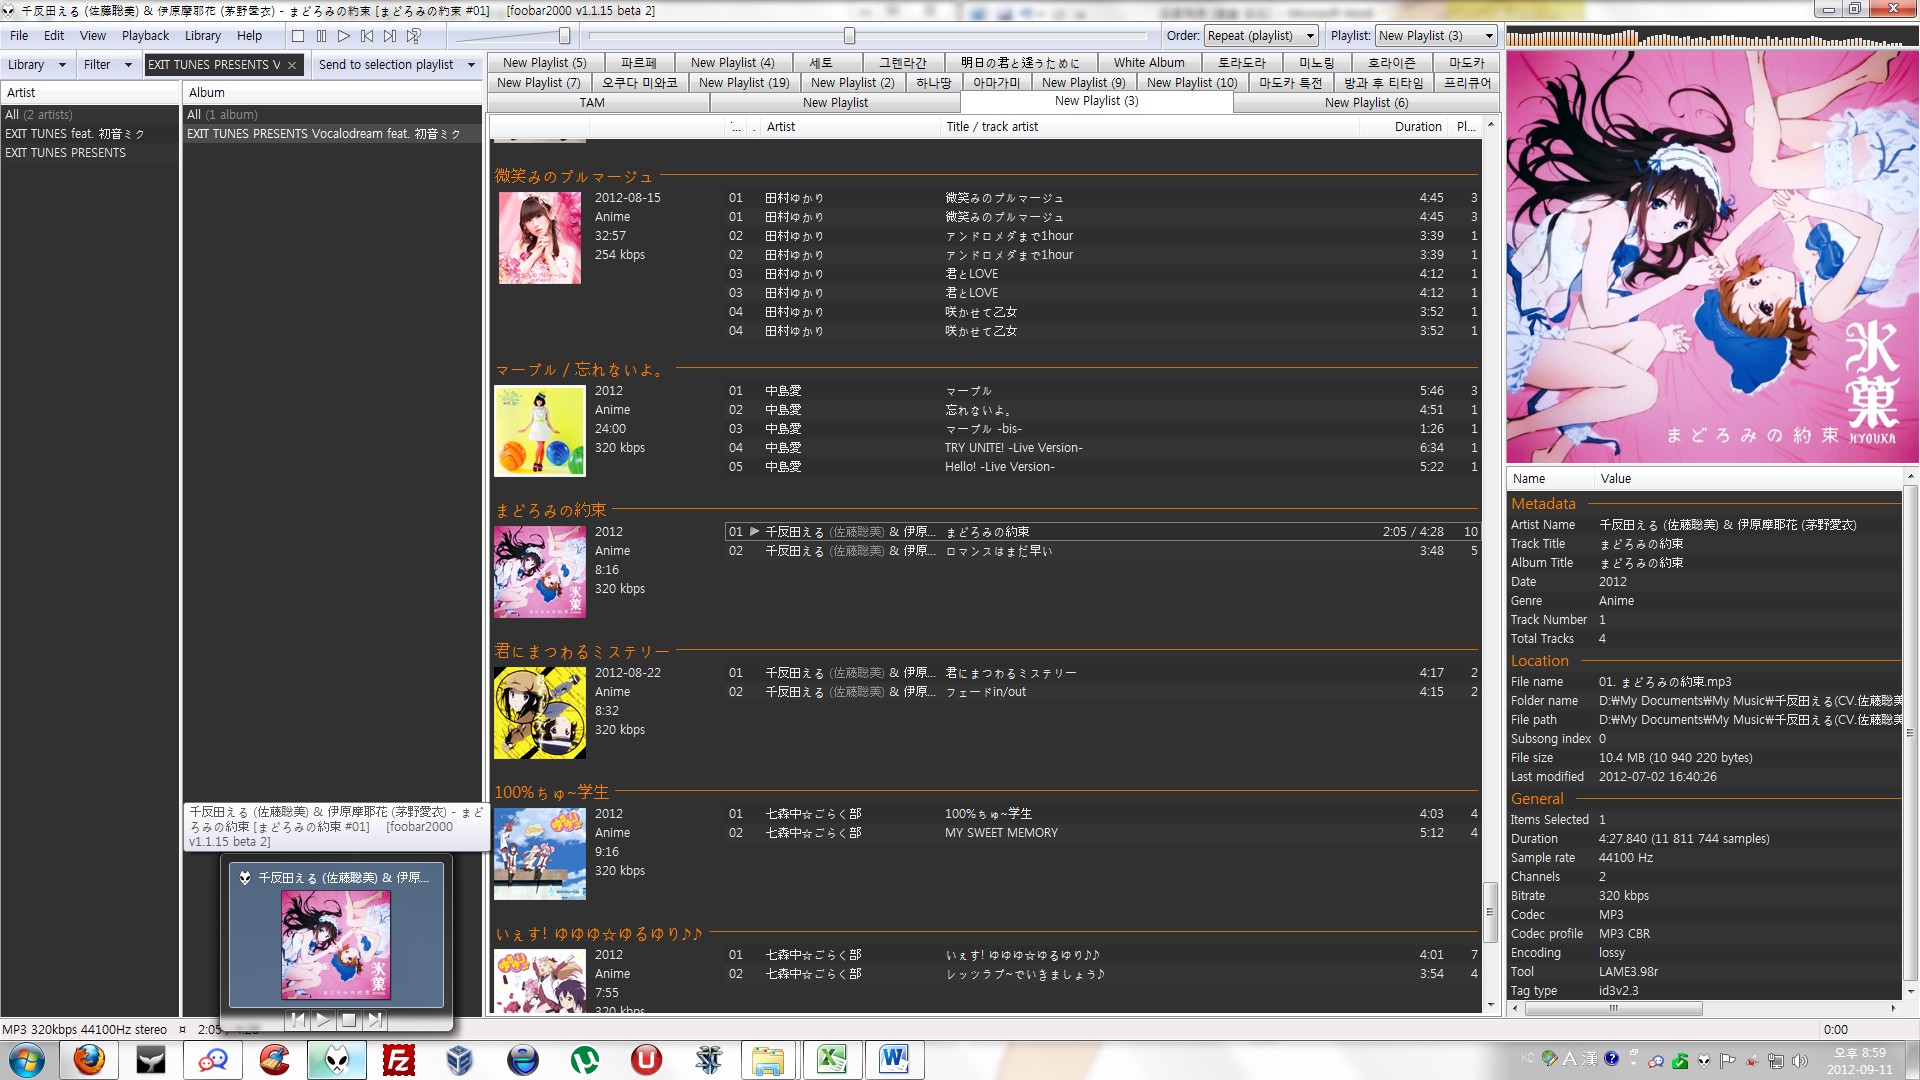 千反田える (佐藤聡美) & 伊原摩耶花 (茅野愛衣) - まどろみの約束 [まどろみの約束 #01] [foobar2000 v1.1.15 beta 2]
File Edit View Playback Library Help
Order: Repeat (playlist) Playlist: New Playlist (3)
Library Filter EXIT TUNES PRESENTS V Send to selection playlist
New Playlist (5) 파르페 New Playlist (4) 세토 그렌라간 明日の君と逢うために White Album 토라도라 미노링 호라이즌 마도카
New Playlist (7) 오쿠다 미와코 New Playlist (19) New Playlist (2) 하나땅 아마가미 New Playlist (9) New Playlist (10) 마도카 특전 방과 후 티타임 프리큐어
TAM New Playlist New Playlist (3) New Playlist (6)
Artist
All (2 artists)
EXIT TUNES feat. 初音ミク
EXIT TUNES PRESENTS
Album
All (1 album)
EXIT TUNES PRESENTS Vocalodream feat. 初音ミク
Artist Title / track artist Duration Pl...
微笑みのプルマージュ
2012-08-15
Anime
32:57
254 kbps
01 田村ゆかり 微笑みのプルマージュ 4:45 3
01 田村ゆかり 微笑みのプルマージュ 4:45 3
02 田村ゆかり アンドロメダまで1hour 3:39 1
02 田村ゆかり アンドロメダまで1hour 3:39 1
03 田村ゆかり 君とLOVE 4:12 1
03 田村ゆかり 君とLOVE 4:12 1
04 田村ゆかり 咲かせて乙女 3:52 1
04 田村ゆかり 咲かせて乙女 3:52 1
マーブル / 忘れないよ。
2012
Anime
24:00
320 kbps
01 中島愛 マーブル 5:46 3
02 中島愛 忘れないよ。 4:51 1
03 中島愛 マーブル -bis- 1:26 1
04 中島愛 TRY UNITE! -Live Version- 6:34 1
05 中島愛 Hello! -Live Version- 5:22 1
まどろみの約束
2012
Anime
8:16
320 kbps
01 千反田える (佐藤聡美) & 伊原... まどろみの約束 2:05 / 4:28 10
02 千反田える (佐藤聡美) & 伊原... ロマンスはまだ早い 3:48 5
君にまつわるミステリー
2012-08-22
Anime
8:32
320 kbps
01 千反田える (佐藤聡美) & 伊原... 君にまつわるミステリー 4:17 2
02 千反田える (佐藤聡美) & 伊原... フェードin/out 4:15 2
100%ちゅ~学生
2012
Anime
9:16
320 kbps
01 七森中☆ごらく部 100%ちゅ~学生 4:03 4
02 七森中☆ごらく部 MY SWEET MEMORY 5:12 4
いぇす! ゆゆゆ☆ゆるゆり♪♪
2012
Anime
7:55
320 kbps
01 七森中☆ごらく部 いぇす! ゆゆゆ☆ゆるゆり♪♪ 4:01 7
02 七森中☆ごらく部 レッツラブ~でいきましょう♪ 3:54 4
氷菓
HYOUKA
まどろみの約束
Name Value
Metadata
Artist Name 千反田える (佐藤聡美) & 伊原摩耶花 (茅野愛衣)
Track Title まどろみの約束
Album Title まどろみの約束
Date 2012
Genre Anime
Track Number 1
Total Tracks 4
Location
File name 01. まどろみの約束.mp3
Folder name D:₩My Documents₩My Music₩千反田える(CV.佐藤聡美
File path D:₩My Documents₩My Music₩千反田える(CV.佐藤聡美
Subsong index 0
File size 10.4 MB (10 940 220 bytes)
Last modified 2012-07-02 16:40:26
General
Items Selected 1
Duration 4:27.840 (11 811 744 samples)
Sample rate 44100 Hz
Channels 2
Bitrate 320 kbps
Codec MP3
Codec profile MP3 CBR
Encoding lossy
Tool LAME3.98r
Tag type id3v2.3
千反田える (佐藤聡美) & 伊原摩耶花 (茅野愛衣) - まど
ろみの約束 [まどろみの約束 #01] [foobar2000
v1.1.15 beta 2]
千反田える (佐藤聡美) & 伊原...
氷菓
まどろみの約束
MP3 320kbps 44100Hz stereo 2:05 / 4:28
0:00
A 漢
오후 8:59
2012-09-11